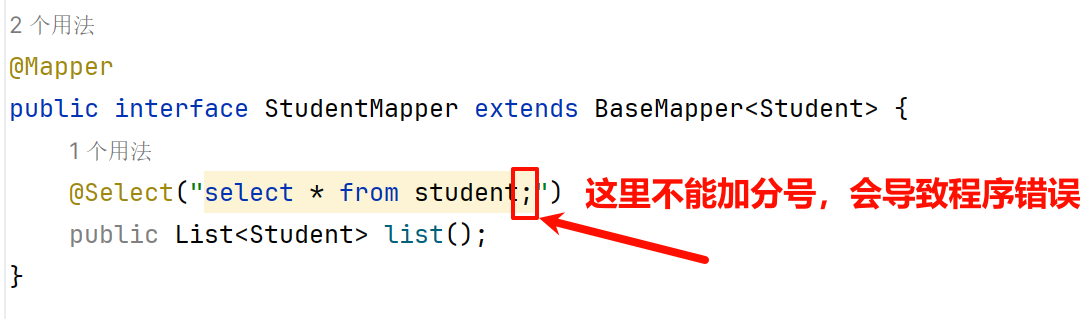 2 个用法
@Mapper
public interface StudentMapper extends BaseMapper<Student> {
1 个用法
@Select("select * from student;")
这里不能加分号，会导致程序错误
public List<Student> list();
}